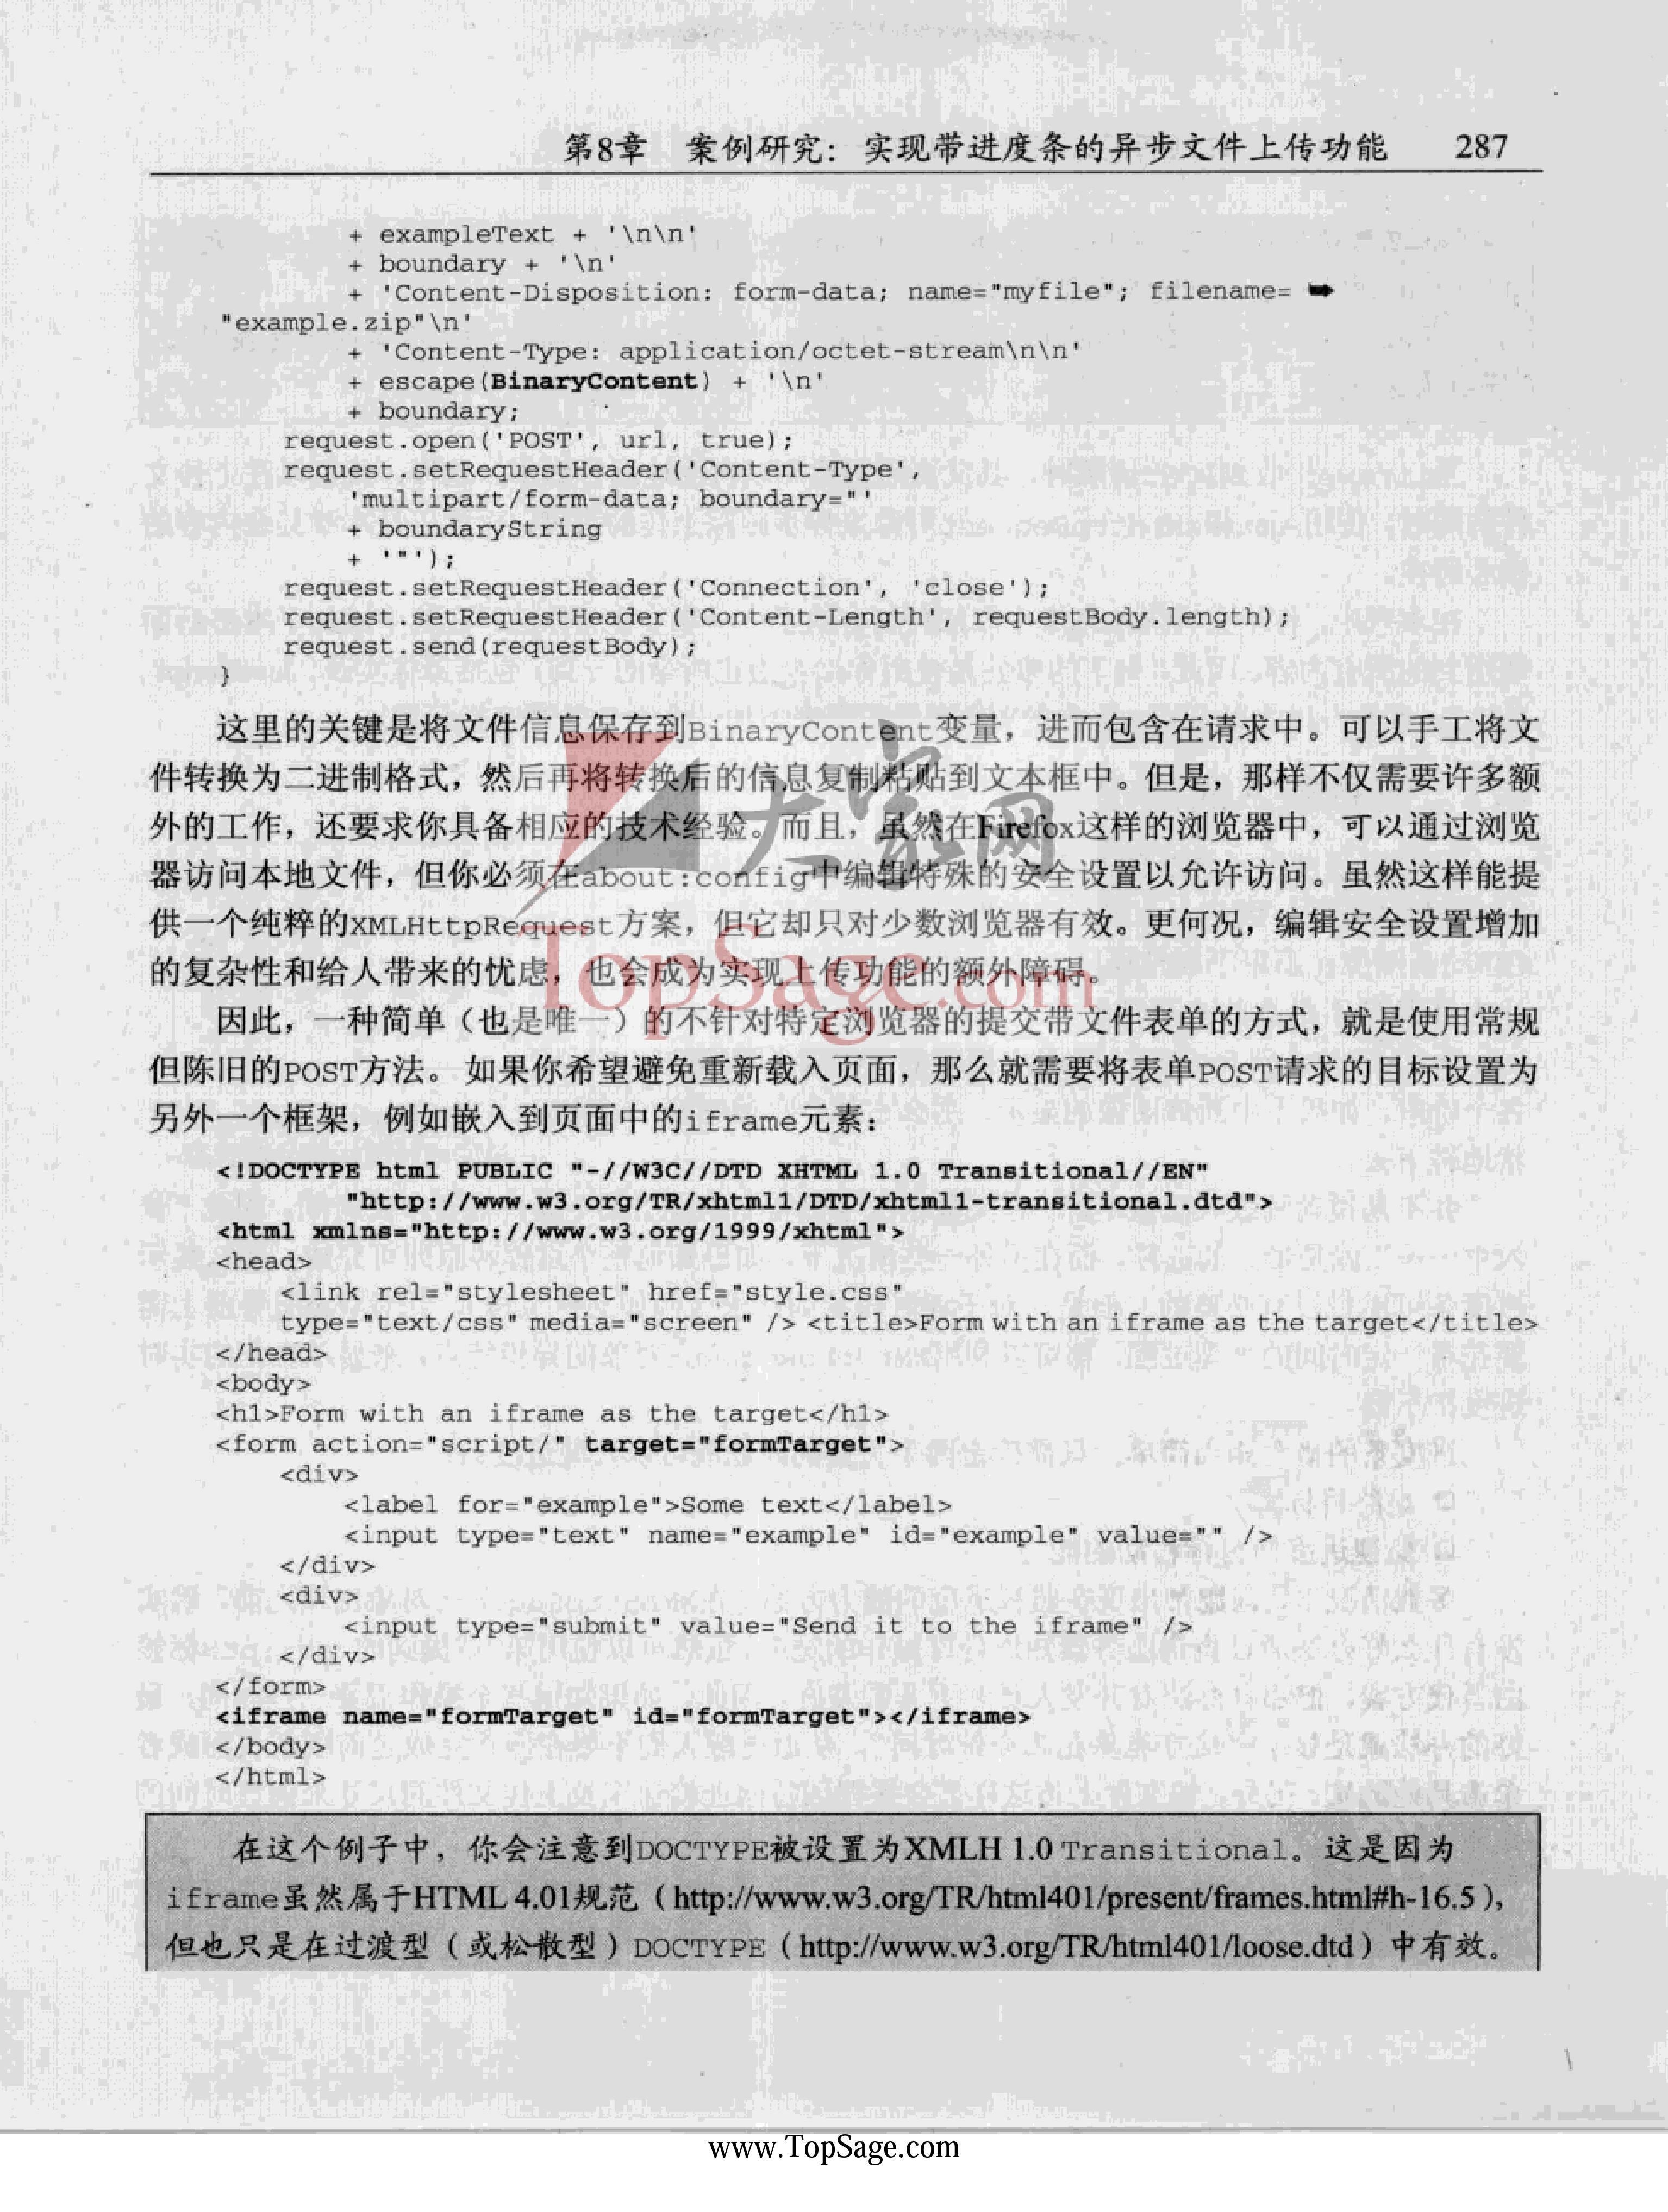 第8章 案例研究：实现带进度条的异步文件上传功能 287
+ exampleText + '\n\n'
+ boundary + '\n'
+ 'Content-Disposition: form-data; name="myfile"; filename= ➥
"example.zip"\n'
+ 'Content-Type: application/octet-stream\n\n'
+ escape(BinaryContent) + '\n'
+ boundary;
request.open('POST', url, true);
request.setRequestHeader('Content-Type',
'multipart/form-data; boundary="'
+ boundaryString
+ '"');
request.setRequestHeader('Connection', 'close');
request.setRequestHeader('Content-Length', requestBody.length);
request.send(requestBody);
}
这里的关键是将文件信息保存到BinaryContent变量，进而包含在请求中。可以手工将文
件转换为二进制格式，然后再将转换后的信息复制粘贴到文本框中。但是，那样不仅需要许多额
外的工作，还要求你具备相应的技术经验。而且，虽然在Firefox这样的浏览器中，可以通过浏览
器访问本地文件，但你必须在about:config中编辑特殊的安全设置以允许访问。虽然这样能提
供一个纯粹的XMLHttpRequest方案，但它却只对少数浏览器有效。更何况，编辑安全设置增加
的复杂性和给人带来的忧虑，也会成为实现上传功能的额外障碍。
因此，一种简单（也是唯一）的不针对特定浏览器的提交带文件表单的方式，就是使用常规
但陈旧的POST方法。如果你希望避免重新载入页面，那么就需要将表单POST请求的目标设置为
另外一个框架，例如嵌入到页面中的iframe元素：
<!DOCTYPE html PUBLIC "-//W3C//DTD XHTML 1.0 Transitional//EN"
"http://www.w3.org/TR/xhtml1/DTD/xhtml1-transitional.dtd">
<html xmlns="http://www.w3.org/1999/xhtml">
<head>
<link rel="stylesheet" href="style.css"
type="text/css" media="screen" /> <title>Form with an iframe as the target</title>
</head>
<body>
<h1>Form with an iframe as the target</h1>
<form action="script/" target="formTarget">
<div>
<label for="example">Some text</label>
<input type="text" name="example" id="example" value="" />
</div>
<div>
<input type="submit" value="Send it to the iframe" />
</div>
</form>
<iframe name="formTarget" id="formTarget"></iframe>
</body>
</html>
在这个例子中，你会注意到DOCTYPE被设置为XMLH 1.0 Transitional。这是因为
iframe虽然属于HTML 4.01规范（http://www.w3.org/TR/html401/present/frames.html#h-16.5），
但也只是在过渡型（或松散型）DOCTYPE（http://www.w3.org/TR/html401/loose.dtd）中有效。
大家网
TopSage.com
www.TopSage.com